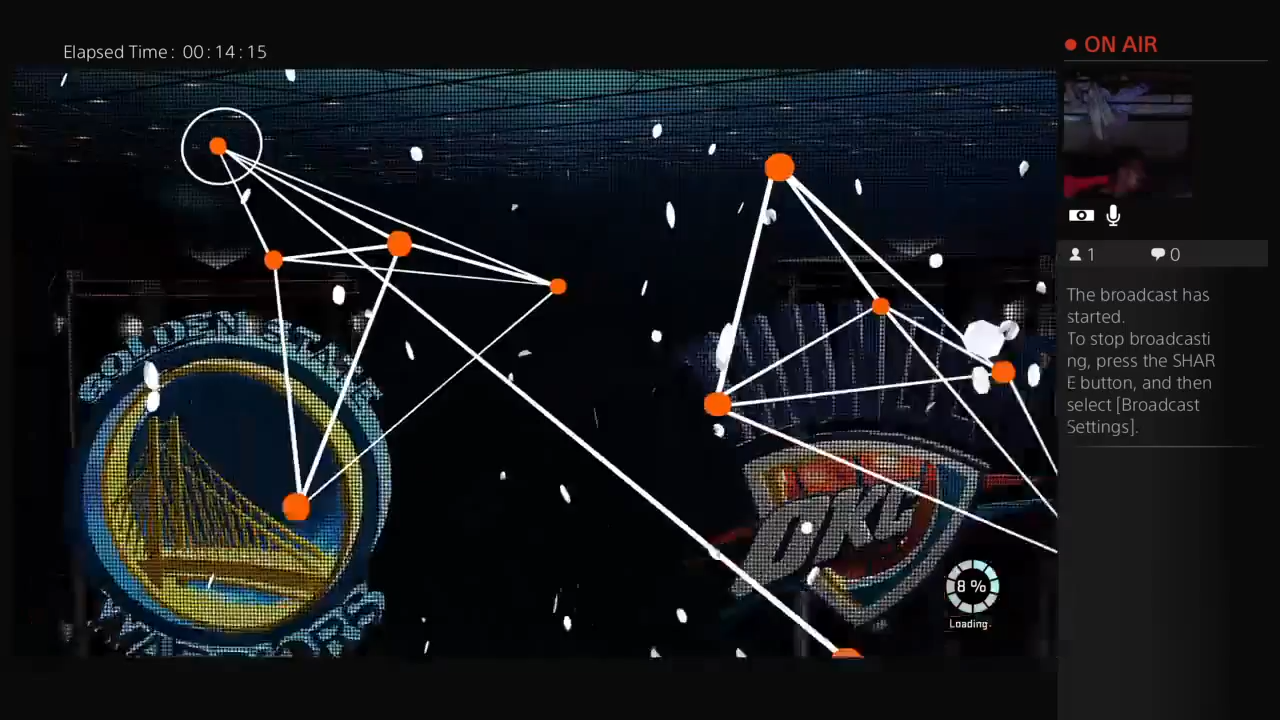 Elapsed Time: 00:14:15
ON AIR
1
0
The broadcast has
started.
To stop broadcasti
ng, press the SHAR
E button, and then
select [Broadcast
Settings].
GOLDEN STATE
WARRIORS
THUNDER
OKC
8 %
Loading.